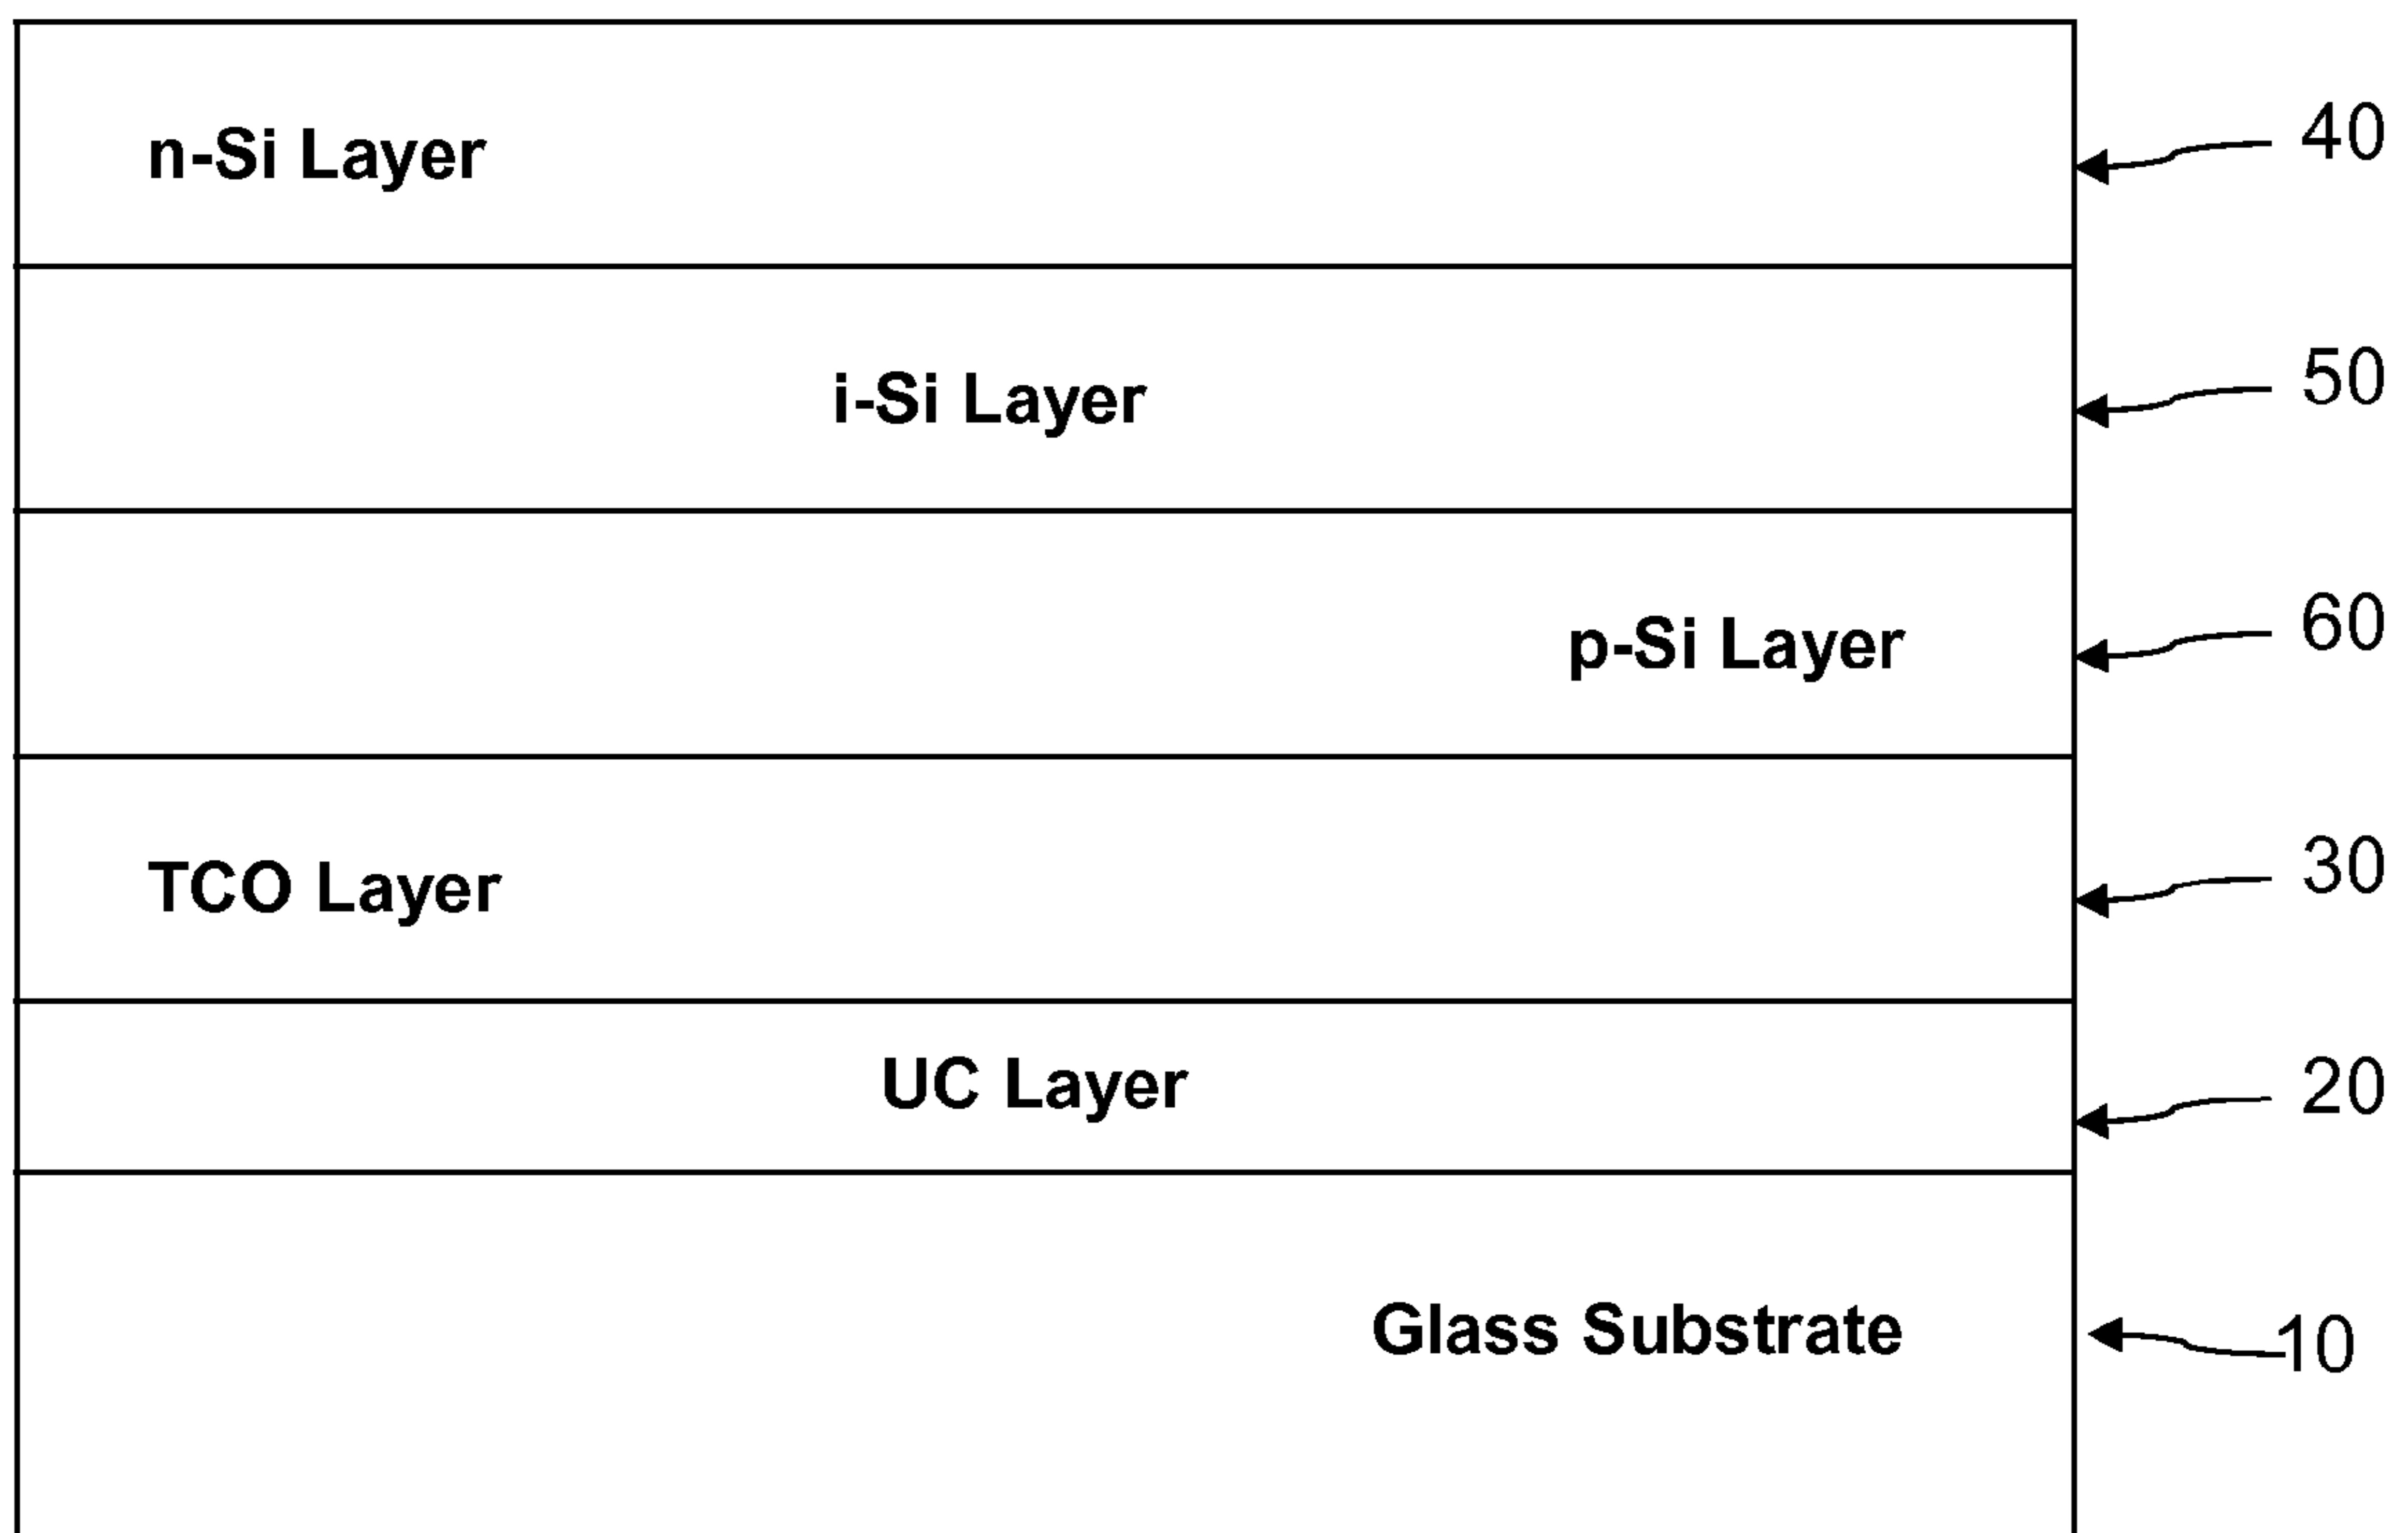 n-Si Layer 40
i-Si Layer 50
p-Si Layer 60
TCO Layer 30
UC Layer 20
Glass Substrate 10